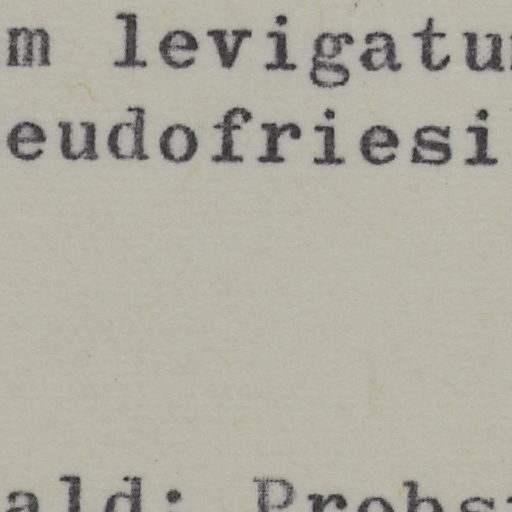 m levigatu
eudofriesi
ald: Probs